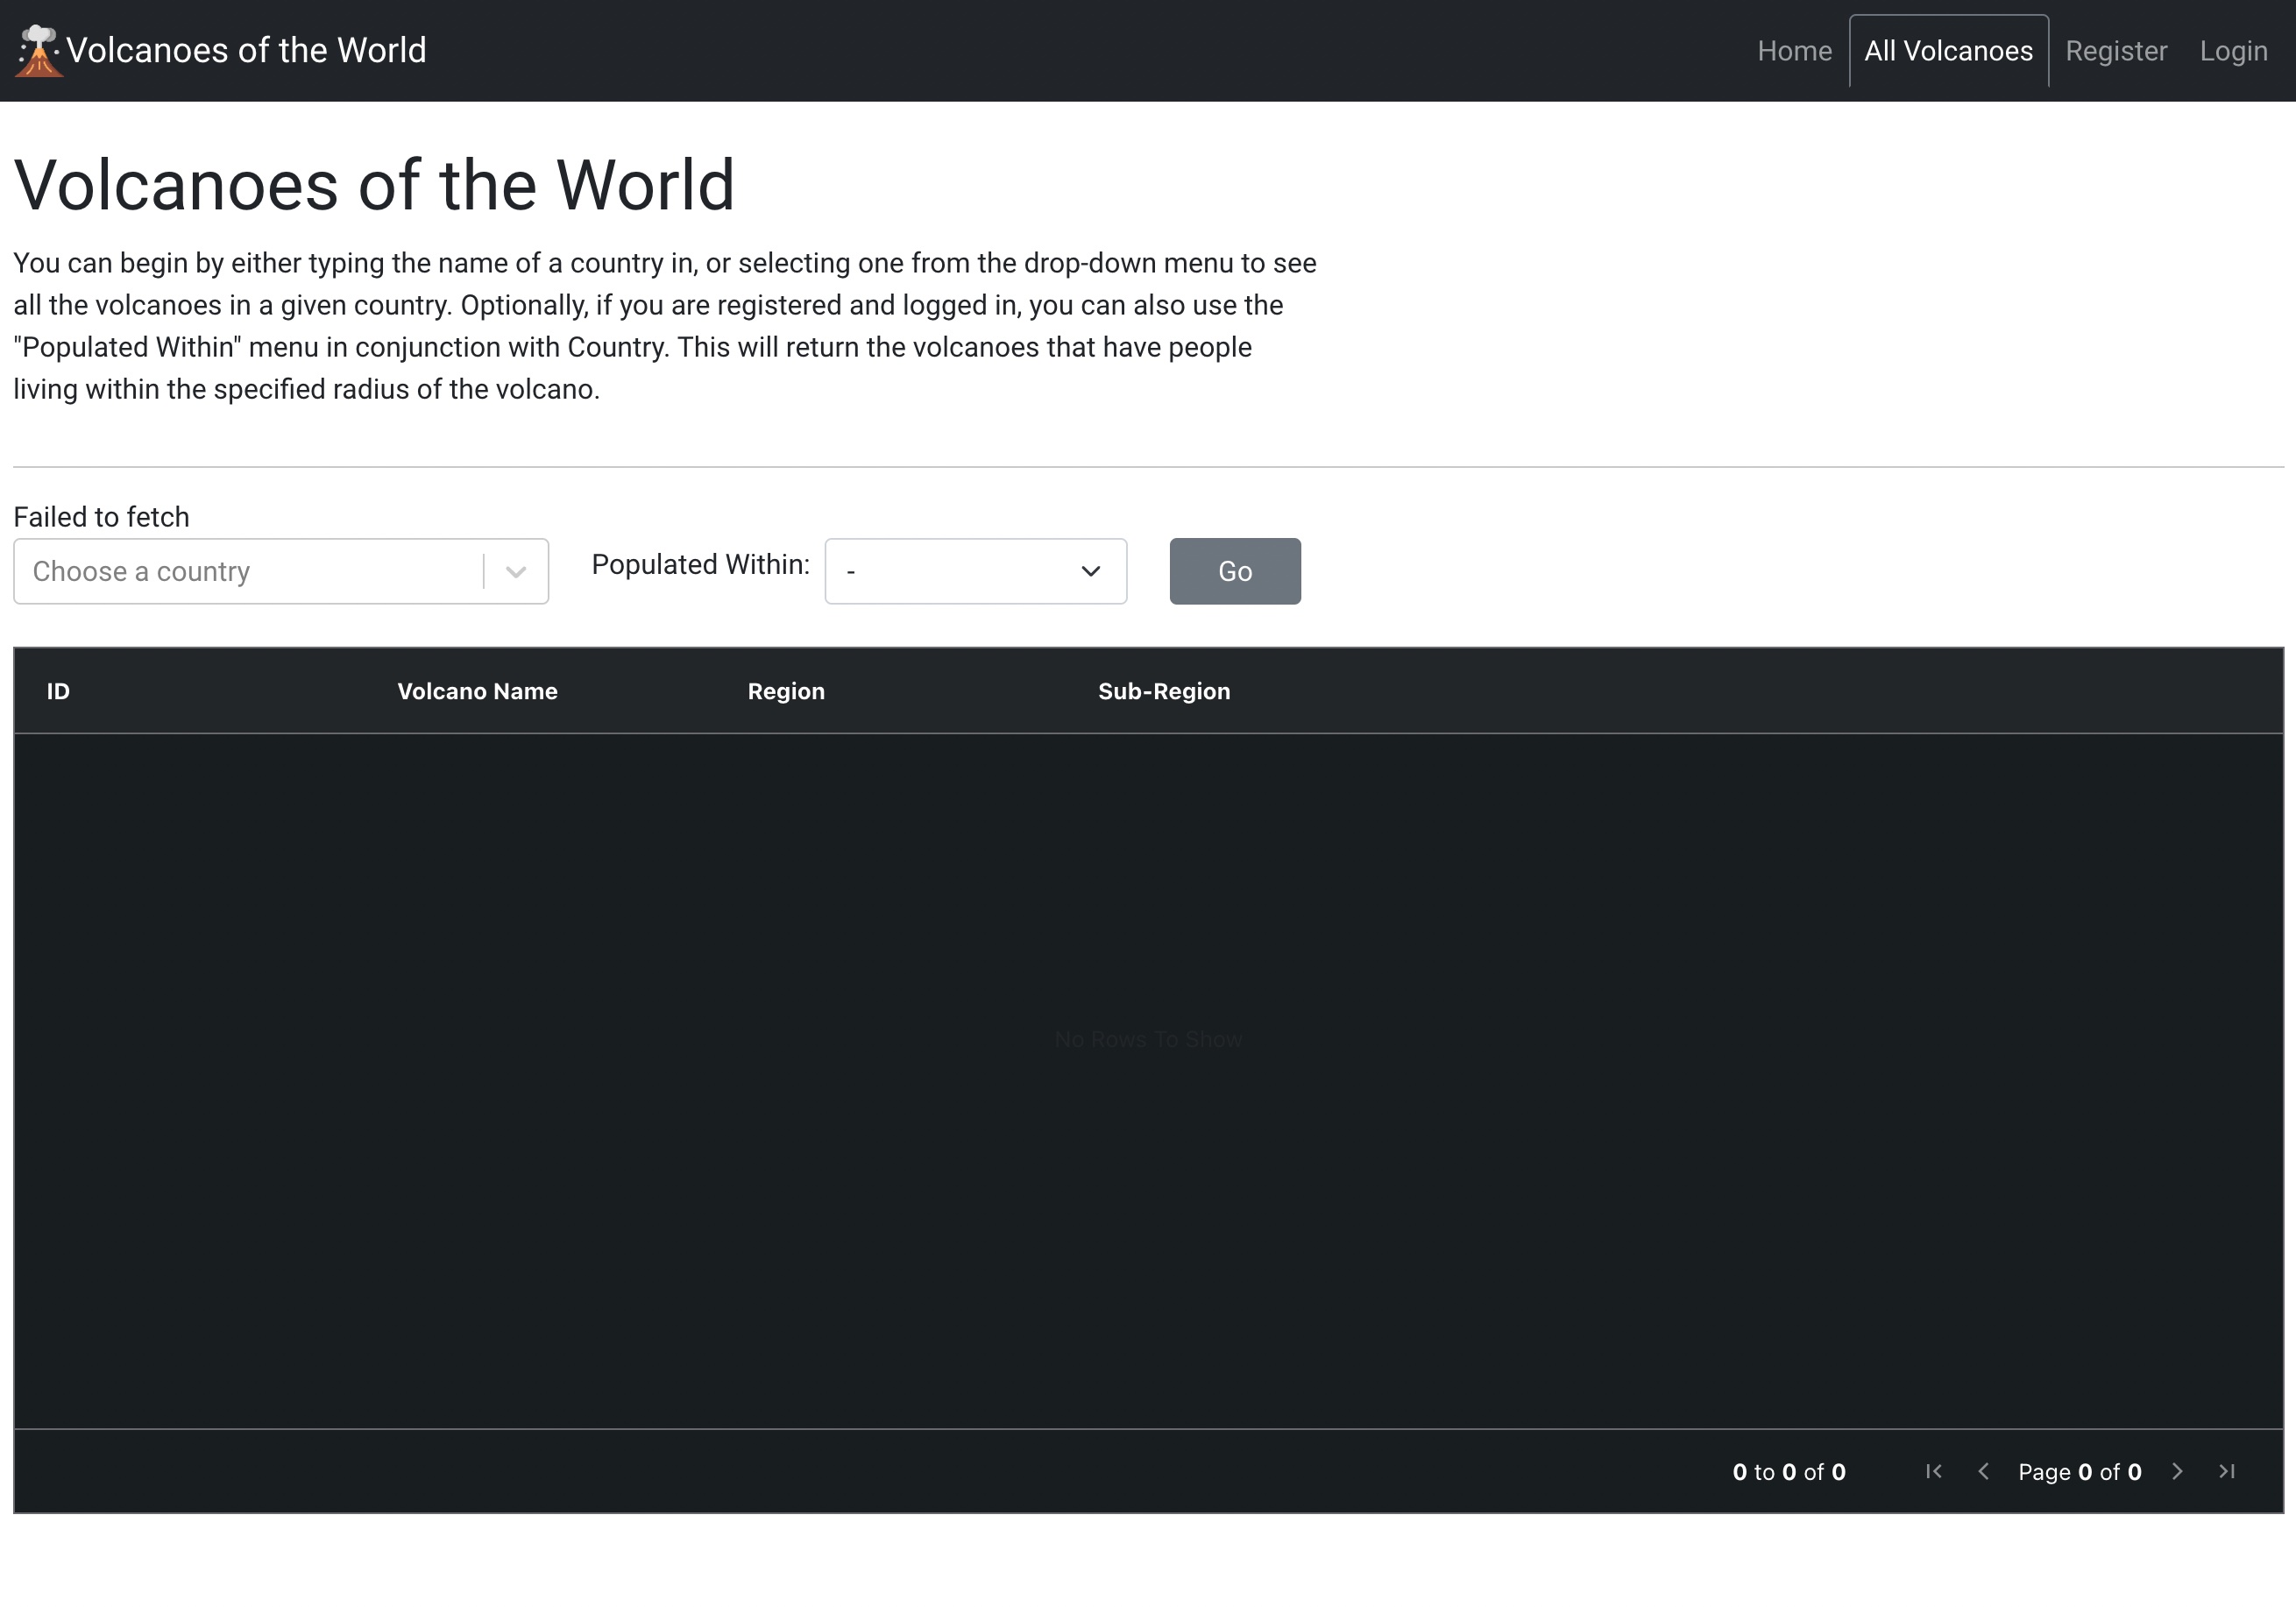 Volcanoes of the World
Home All Volcanoes Register Login
Volcanoes of the World
You can begin by either typing the name of a country in, or selecting one from the drop-down menu to see
all the volcanoes in a given country. Optionally, if you are registered and logged in, you can also use the
"Populated Within" menu in conjunction with Country. This will return the volcanoes that have people
living within the specified radius of the volcano.
Failed to fetch
Choose a country Populated Within: - Go
ID Volcano Name Region Sub-Region
No Rows To Show
0 to 0 of 0 Page 0 of 0